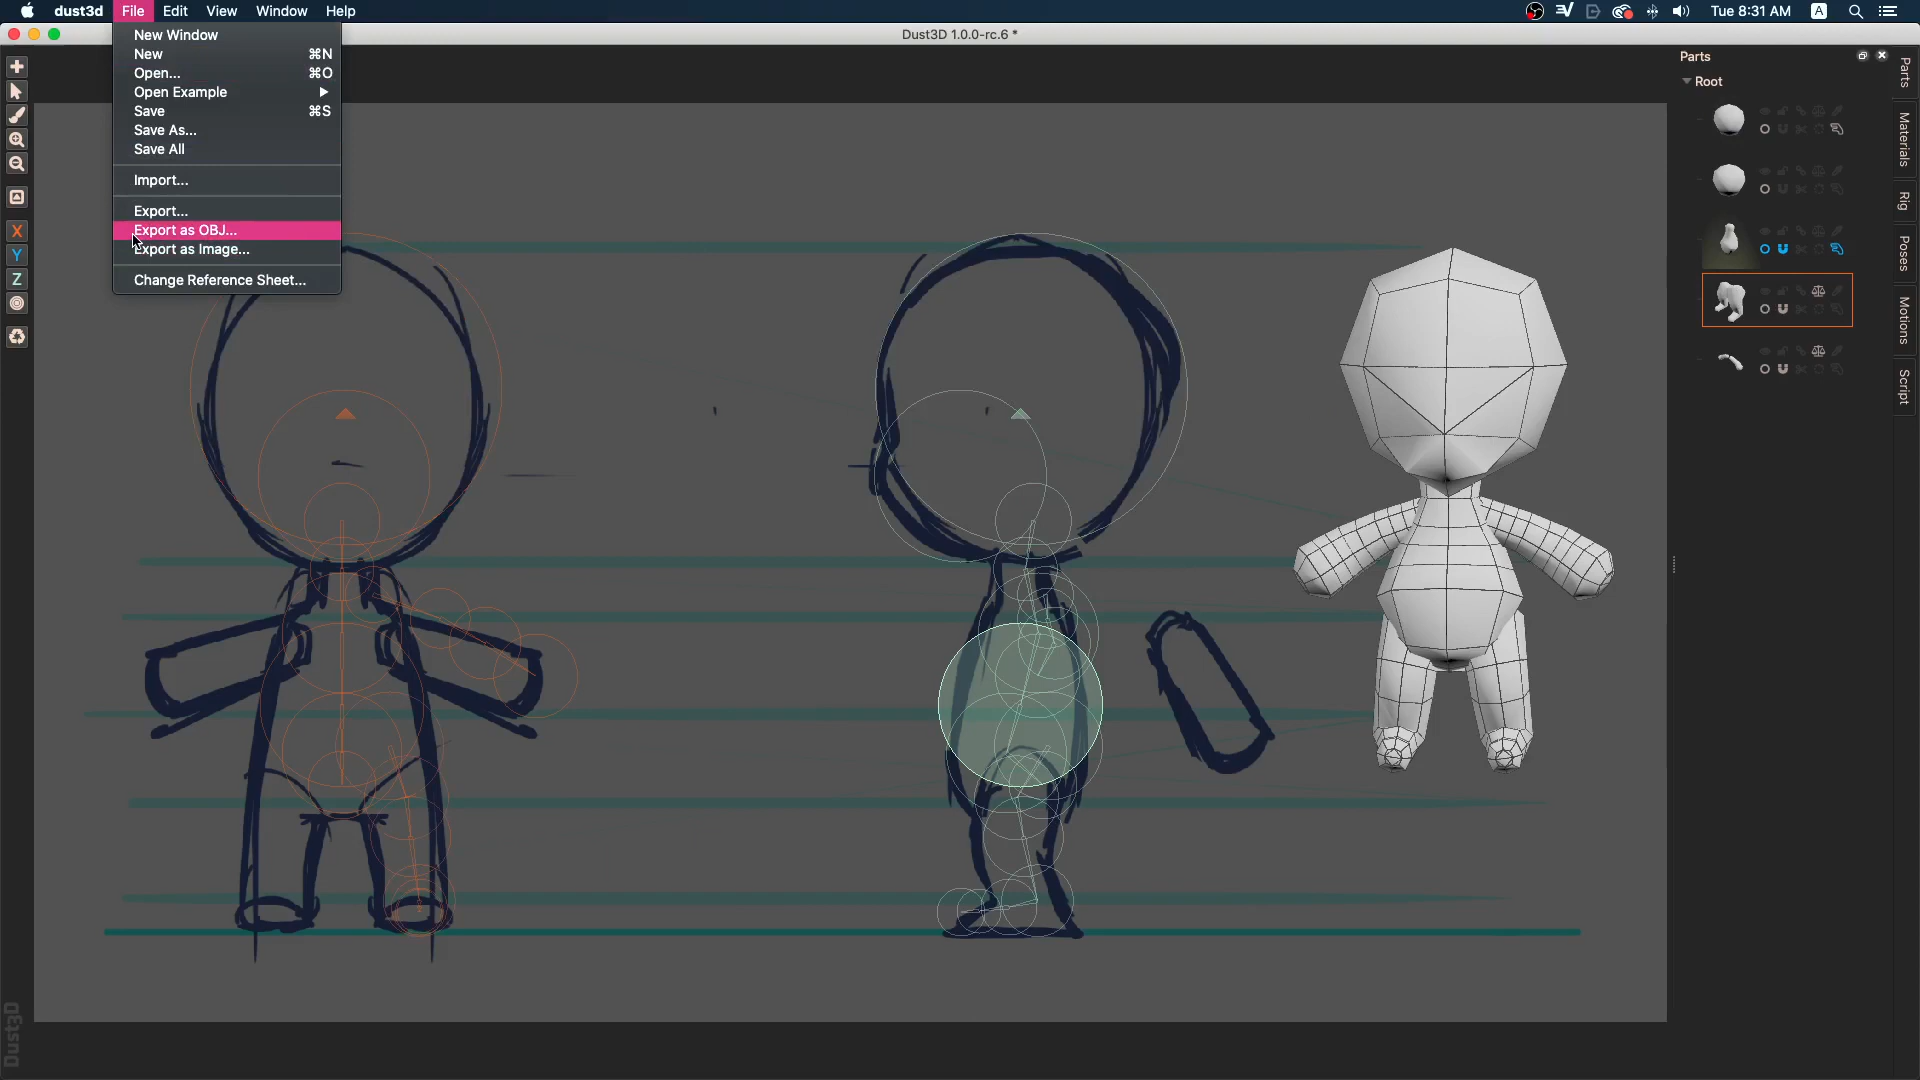 dust3d File Edit View Window Help
Tue 8:31 AM A
Dust3D 1.0.0-rc.6 *
New Window
New ⌘N
Open... ⌘O
Open Example
Save ⌘S
Save As...
Save All
Import...
Export...
Export as OBJ...
Export as Image...
Change Reference Sheet...
X
Y
Z
Dust3D
Parts
Root
Parts
Materials
Rig
Poses
Motions
Script